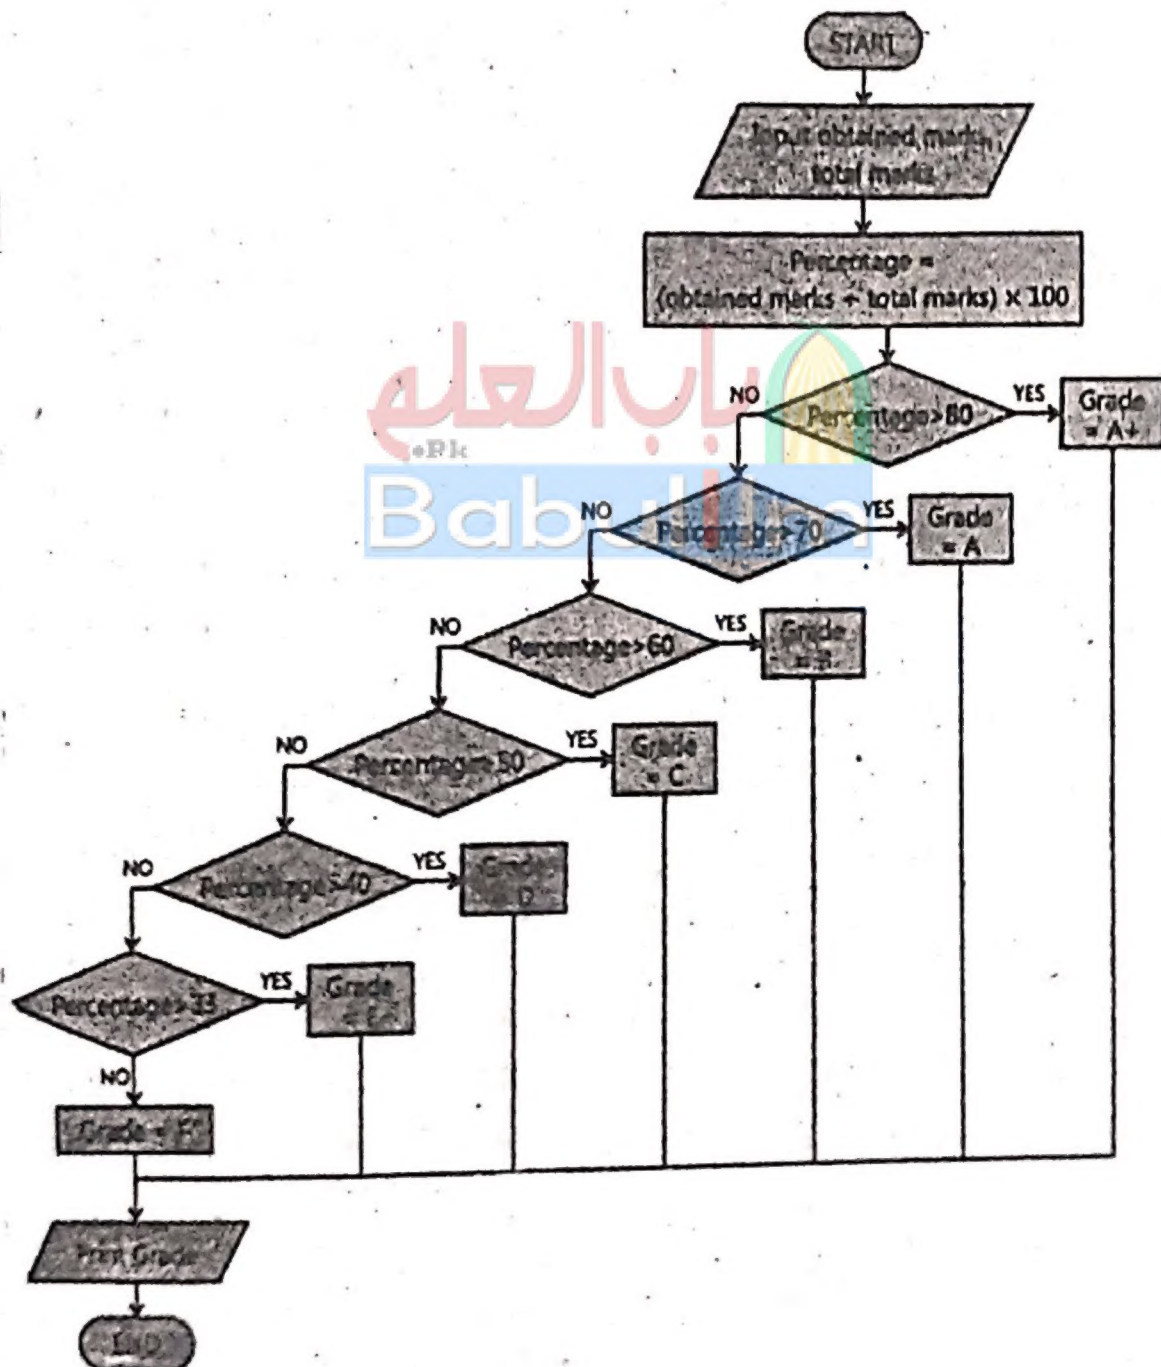 START
Input obtained marks,
total marks
Percentage =
(obtained marks ÷ total marks) × 100
باب العلم
.Pk
BabulIlm
NO
Percentage>80
YES
Grade
= A+
NO
Percentage>70
YES
Grade
= A
NO
Percentage>60
YES
Grade
= B
NO
Percentage>50
YES
Grade
= C
NO
Percentage>40
YES
Grade
= D
Percentage>33
YES
Grade
NO
Grade = F
Print Grade
END